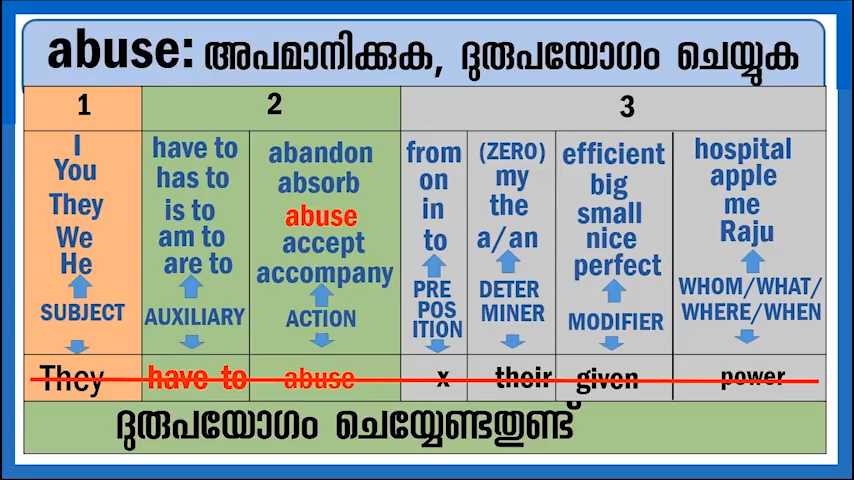 abuse: അപമാനിക്കുക, ദുരുപയോഗം ചെയ്യുക
1 2 3
I have to abandon from (ZERO) efficient hospital
You has to absorb on my big apple
They is to abuse in the small me
We am to accept to a/an nice Raju
He are to accompany perfect
SUBJECT AUXILIARY ACTION PRE POS ITION DETER MINER MODIFIER WHOM/WHAT/ WHERE/WHEN
They have to abuse x their given power
ദുരുപയോഗം ചെയ്യേണ്ടതുണ്ട്